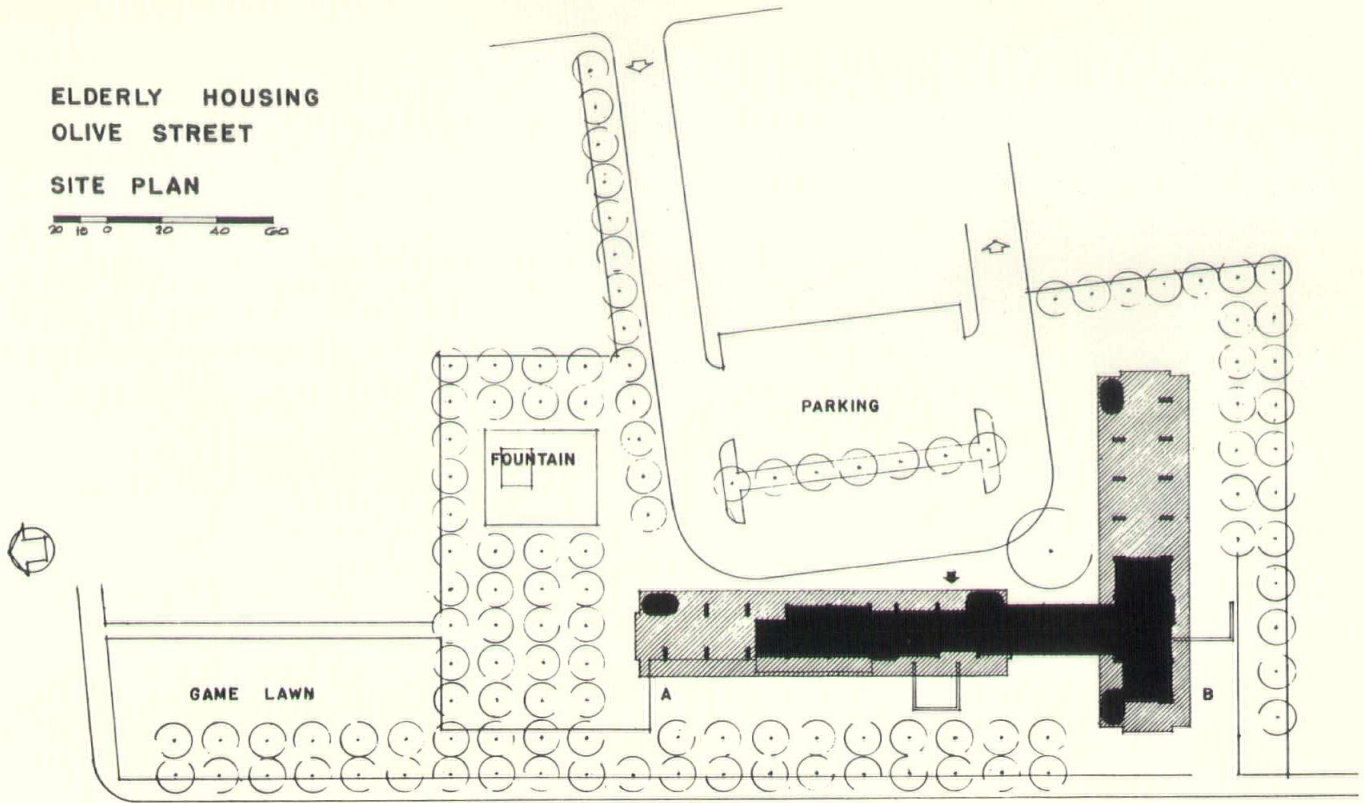 ELDERLY HOUSING
OLIVE STREET
SITE PLAN
20 10 0 20 40 60
PARKING
FOUNTAIN
GAME LAWN
A
B